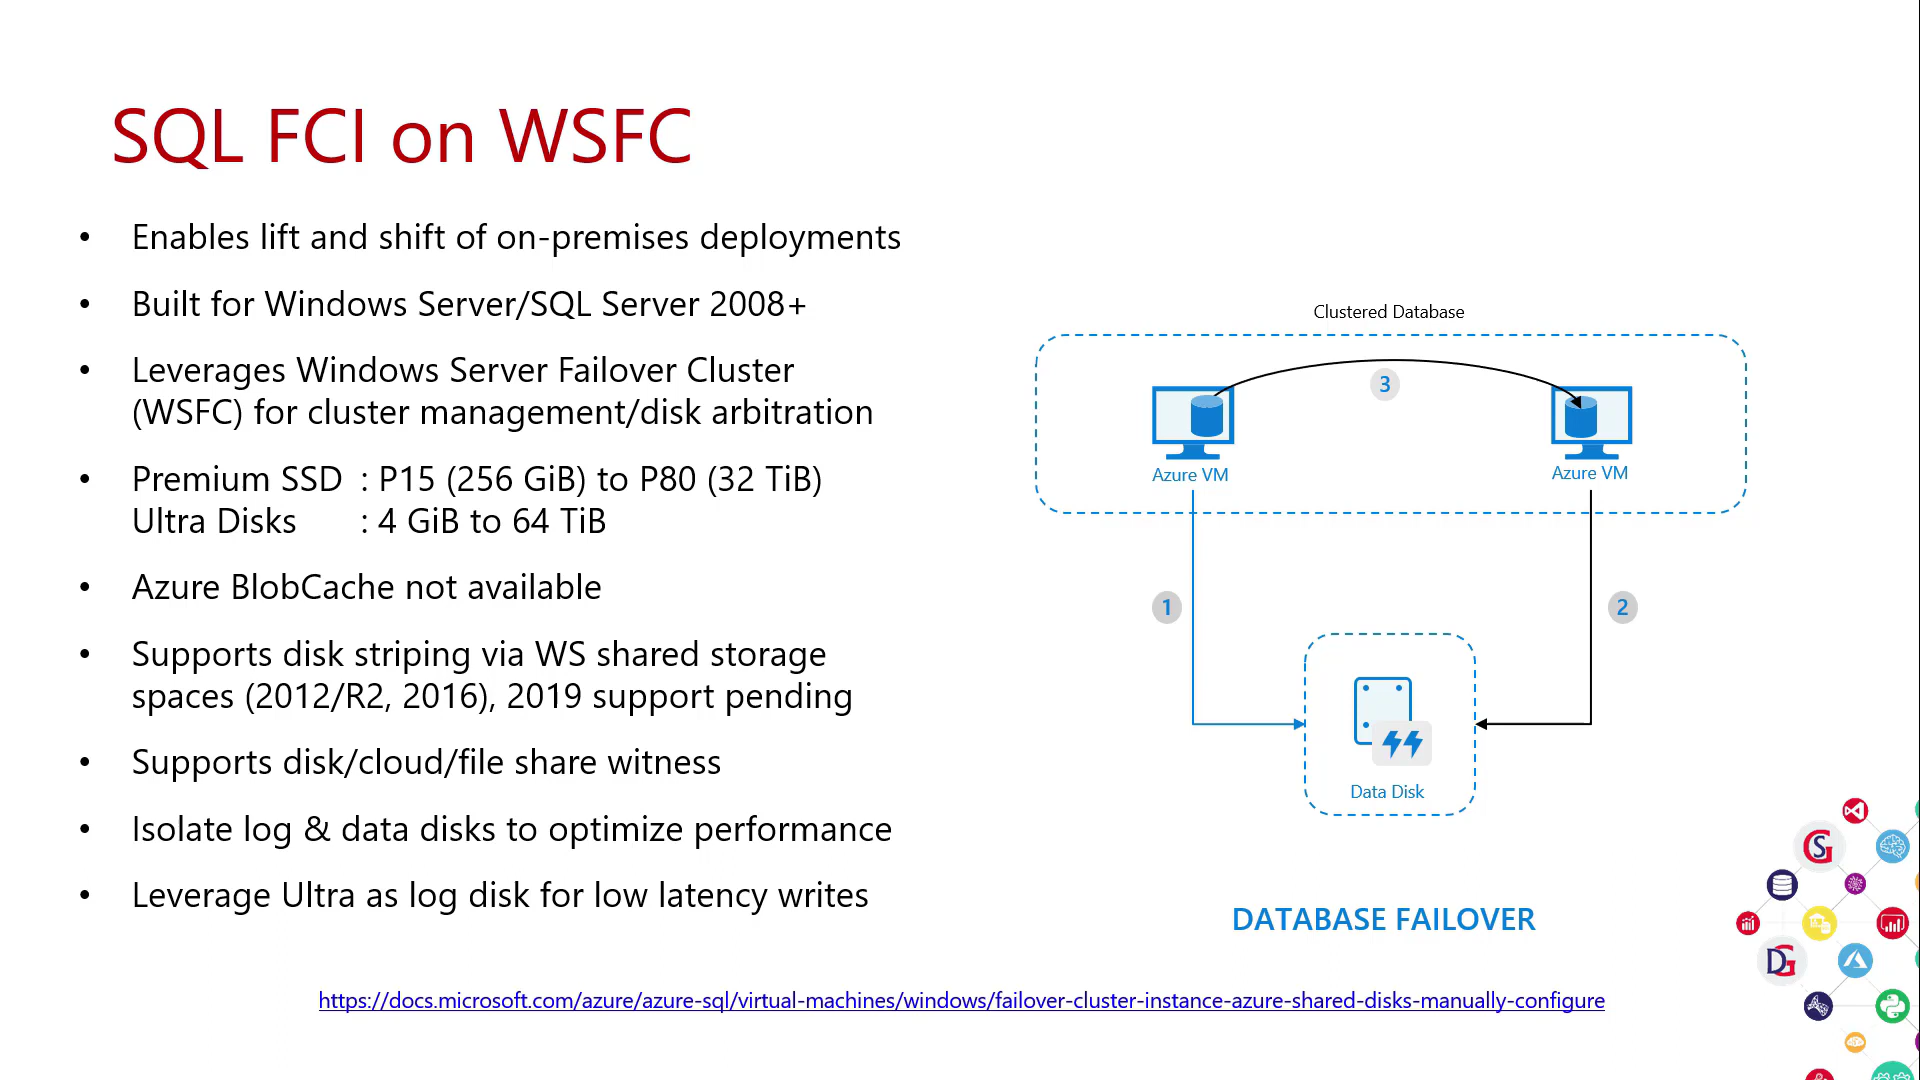 SQL FCI on WSFC
• Enables lift and shift of on-premises deployments
• Built for Windows Server/SQL Server 2008+
• Leverages Windows Server Failover Cluster
(WSFC) for cluster management/disk arbitration
• Premium SSD : P15 (256 GiB) to P80 (32 TiB)
Ultra Disks : 4 GiB to 64 TiB
• Azure BlobCache not available
• Supports disk striping via WS shared storage
spaces (2012/R2, 2016), 2019 support pending
• Supports disk/cloud/file share witness
• Isolate log & data disks to optimize performance
• Leverage Ultra as log disk for low latency writes
Clustered Database
3
Azure VM
Azure VM
1
2
Data Disk
DATABASE FAILOVER
https://docs.microsoft.com/azure/azure-sql/virtual-machines/windows/failover-cluster-instance-azure-shared-disks-manually-configure
SG
DG